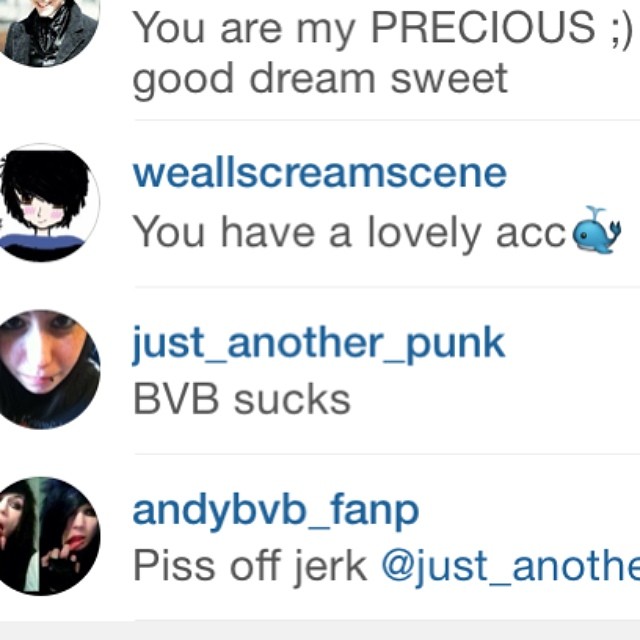 You are my PRECIOUS ;)
good dream sweet
weallscreamscene
You have a lovely acc🐳
just_another_punk
BVB sucks
andybvb_fanp
Piss off jerk @just_anothe